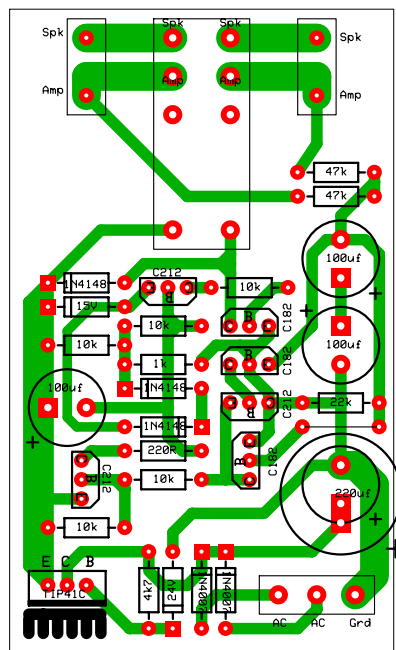 Spk Spk Spk Spk
Amp Amp Amp Amp
47k
47k
100uf
C212
B
1N4148
10k
15V
10k
B
C182
10k
100uf
1k
B
C182
1N4148
100uf
22k
B
C212
1N4148
220R
B
C182
B
C212
10k
220uf
10k
E C B
TIP41C
4k7
24V
1N4007
1N4007
AC AC Grd